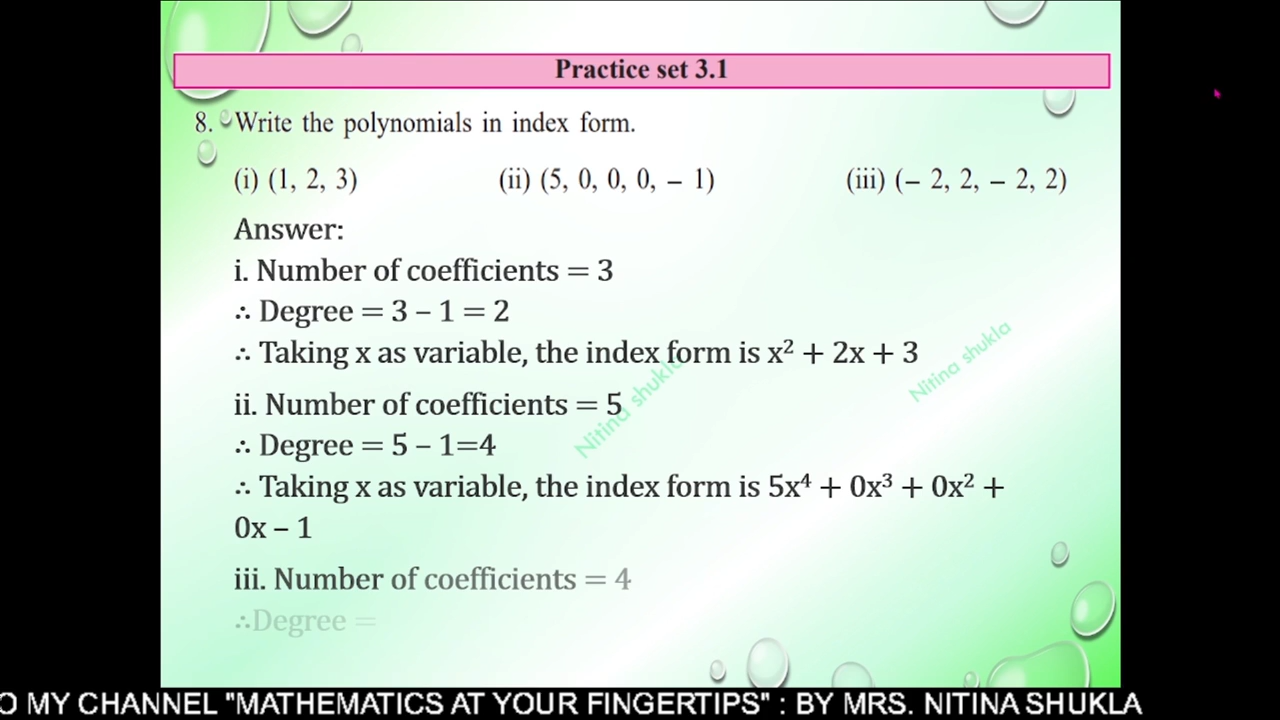 Practice set 3.1
8. Write the polynomials in index form.
(i) (1, 2, 3) (ii) (5, 0, 0, 0, – 1) (iii) (– 2, 2, – 2, 2)
Answer:
i. Number of coefficients = 3
∴ Degree = 3 – 1 = 2
∴ Taking x as variable, the index form is x² + 2x + 3
Nitina shukla
Nitina shukla
ii. Number of coefficients = 5
∴ Degree = 5 – 1=4
∴ Taking x as variable, the index form is 5x⁴ + 0x³ + 0x² +
0x – 1
iii. Number of coefficients = 4
∴Degree =
O MY CHANNEL "MATHEMATICS AT YOUR FINGERTIPS" : BY MRS. NITINA SHUKLA